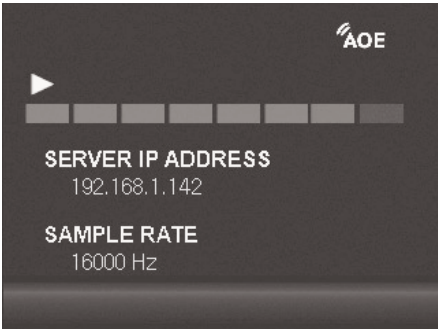 AOE
SERVER IP ADDRESS
192.168.1.142
SAMPLE RATE
16000 Hz